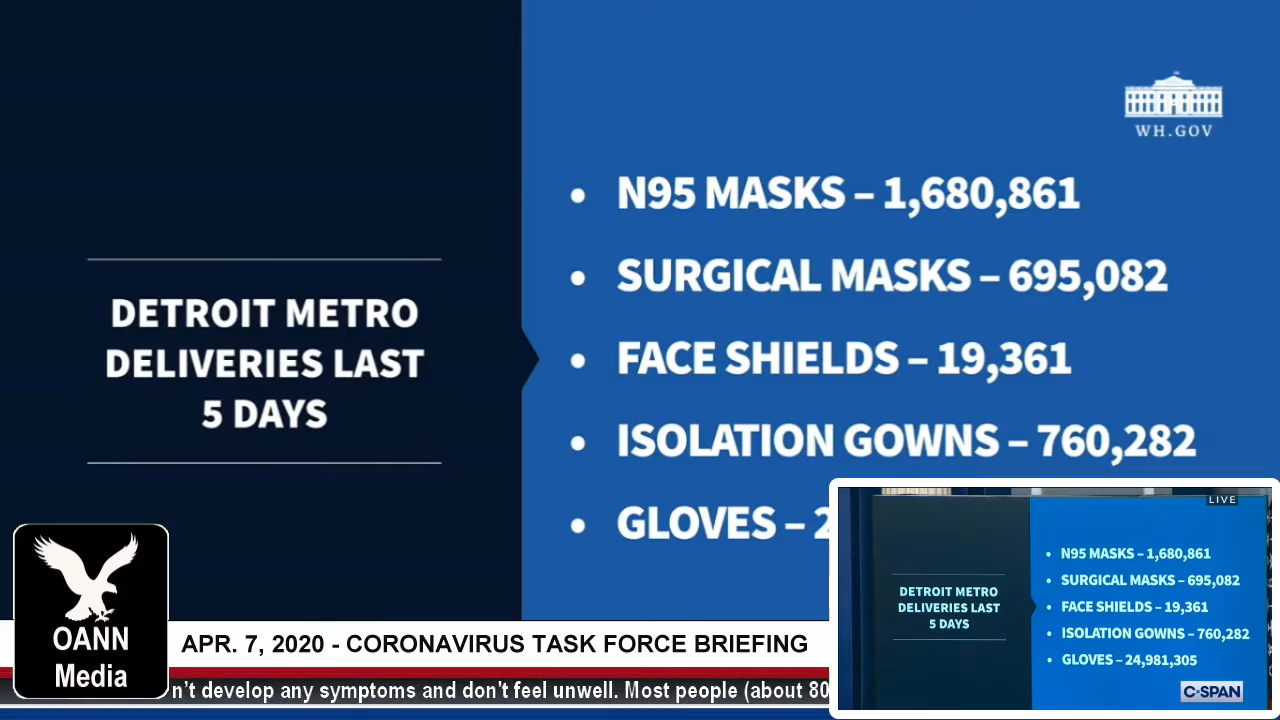 WH.GOV
DETROIT METRO
DELIVERIES LAST
5 DAYS
• N95 MASKS – 1,680,861
• SURGICAL MASKS – 695,082
• FACE SHIELDS – 19,361
• ISOLATION GOWNS – 760,282
• GLOVES – 2
LIVE
DETROIT METRO
DELIVERIES LAST
5 DAYS
• N95 MASKS – 1,680,861
• SURGICAL MASKS – 695,082
• FACE SHIELDS – 19,361
• ISOLATION GOWNS – 760,282
• GLOVES – 24,981,305
C-SPAN
OANN
Media
APR. 7, 2020 - CORONAVIRUS TASK FORCE BRIEFING
n't develop any symptoms and don't feel unwell. Most people (about 80